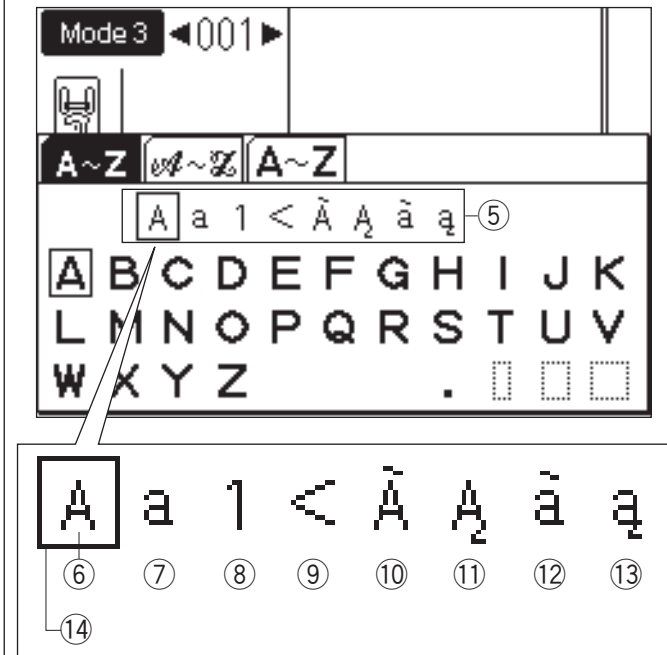 Mode 3 ◀001▶
A~Z 𝒜~𝒵 A~Z
A a 1 < Ã Ą ã ą ⑤
A B C D E F G H I J K
L M N O P Q R S T U V
W X Y Z .
A a 1 < Ã Ą ã ą
⑥ ⑦ ⑧ ⑨ ⑩ ⑪ ⑫ ⑬
⑭